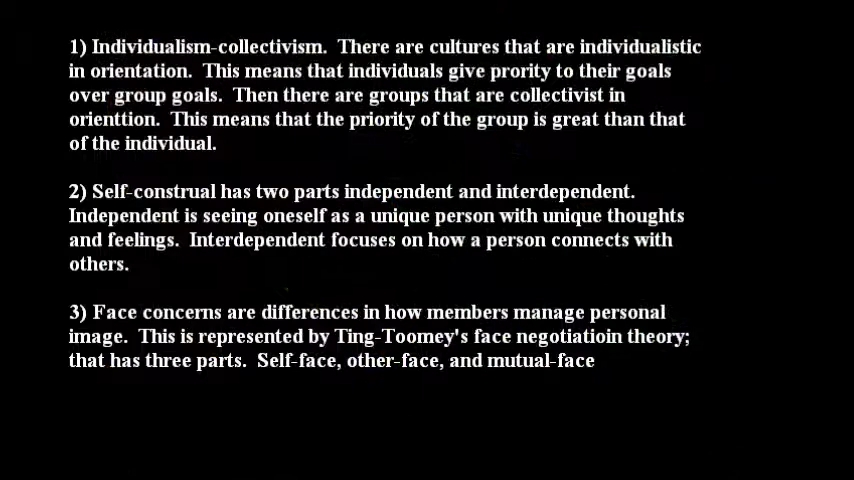 1) Individualism-collectivism.  There are cultures that are individualistic
in orientation.  This means that individuals give prority to their goals
over group goals.  Then there are groups that are collectivist in
orienttion.  This means that the priority of the group is great than that
of the individual.
2) Self-construal has two parts independent and interdependent.
Independent is seeing oneself as a unique person with unique thoughts
and feelings.  Interdependent focuses on how a person connects with
others.
3) Face concerns are differences in how members manage personal
image.  This is represented by Ting-Toomey's face negotiatioin theory;
that has three parts.  Self-face, other-face, and mutual-face